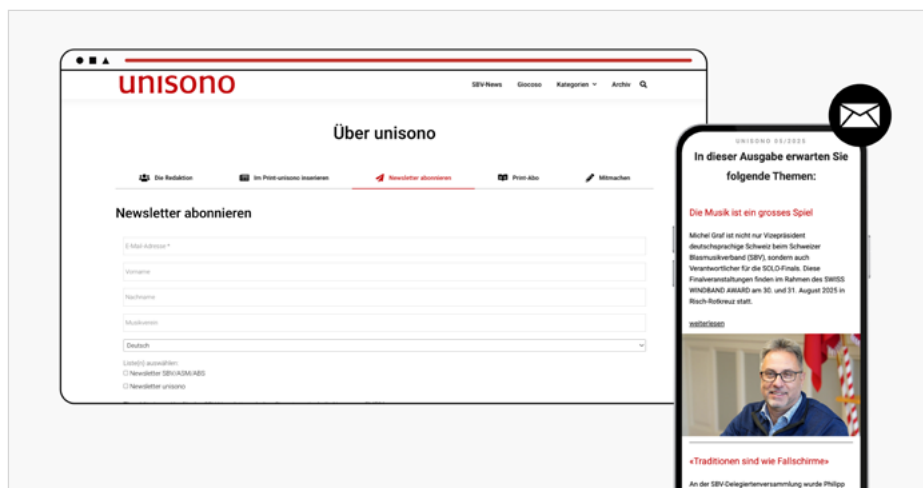 unisono
SBV-News Giocoso Kategorien Archiv
Über unisono
Die Redaktion Im Print-unisono inserieren Newsletter abonnieren Print-Abo Mitmachen
Newsletter abonnieren
E-Mail-Adresse *
Vorname
Nachname
Musikverein
Deutsch
Liste(n) auswählen:
Newsletter SBV/ASM/ABS
Newsletter unisono
UNISONO 05/2025
In dieser Ausgabe erwarten Sie
folgende Themen:
Die Musik ist ein grosses Spiel
Michel Graf ist nicht nur Vizepräsident
deutschsprachige Schweiz beim Schweizer
Blasmusikverband (SBV), sondern auch
Verantwortlicher für die SOLO-Finals. Diese
Finalveranstaltungen finden im Rahmen des SWISS
WINDBAND AWARD am 30. und 31. August 2025 in
Risch-Rotkreuz statt.
weiterlesen
«Traditionen sind wie Fallschirme»
An der SBV-Delegiertenversammlung wurde Philipp